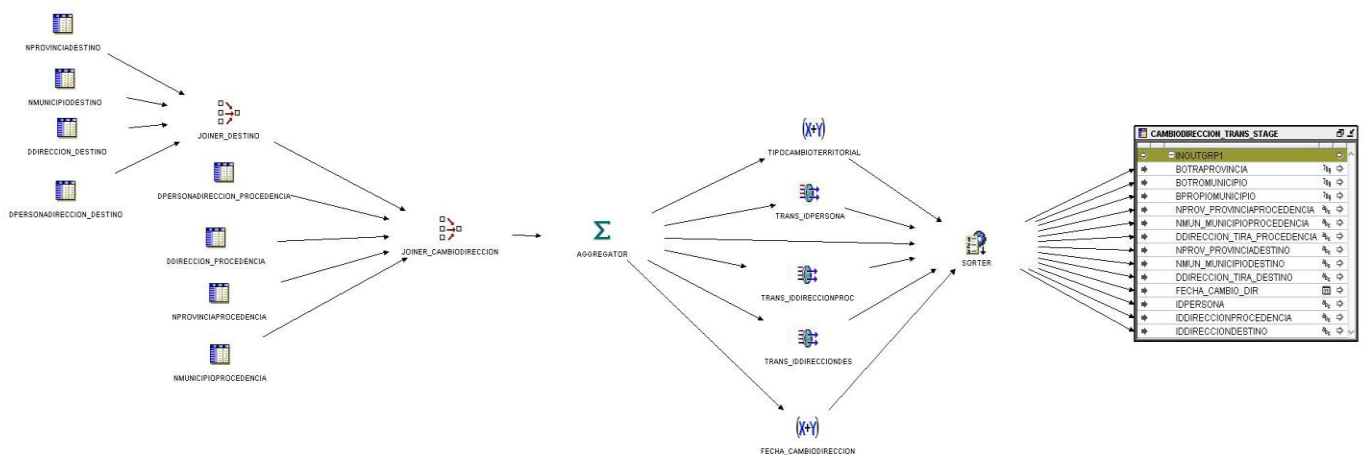 NPROVINCIADESTINO
NMUNICIPIODESTINO
DDIRECCION_DESTINO
DPERSONADIRECCION_DESTINO
JOINER_DESTINO
DPERSONADIRECCION_PROCEDENCIA
DDIRECCION_PROCEDENCIA
NPROVINCIAPROCEDENCIA
NMUNICIPIOPROCEDENCIA
JOINER_CAMBIODIRECCION
Σ
AGGREGATOR
(X+Y)
TIPOCAMBIOTERRITORIAL
TRANS_IDPERSONA
TRANS_IDDIRECCIONPROC
TRANS_IDDIRECCIONDES
(X+Y)
FECHA_CAMBIODIRECCION
SORTER
CAMBIODIRECCION_TRANS_STAGE
INOUTGRP1
BOTRAPROVINCIA
BOTROMUNICIPIO
BPROPIOMUNICIPIO
NPROV_PROVINCIAPROCEDENCIA
NMUN_MUNICIPIOPROCEDENCIA
DDIRECCION_TIRA_PROCEDENCIA
NPROV_PROVINCIADESTINO
NMUN_MUNICIPIODESTINO
DDIRECCION_TIRA_DESTINO
FECHA_CAMBIO_DIR
IDPERSONA
IDDIRECCIONPROCEDENCIA
IDDIRECCIONDESTINO